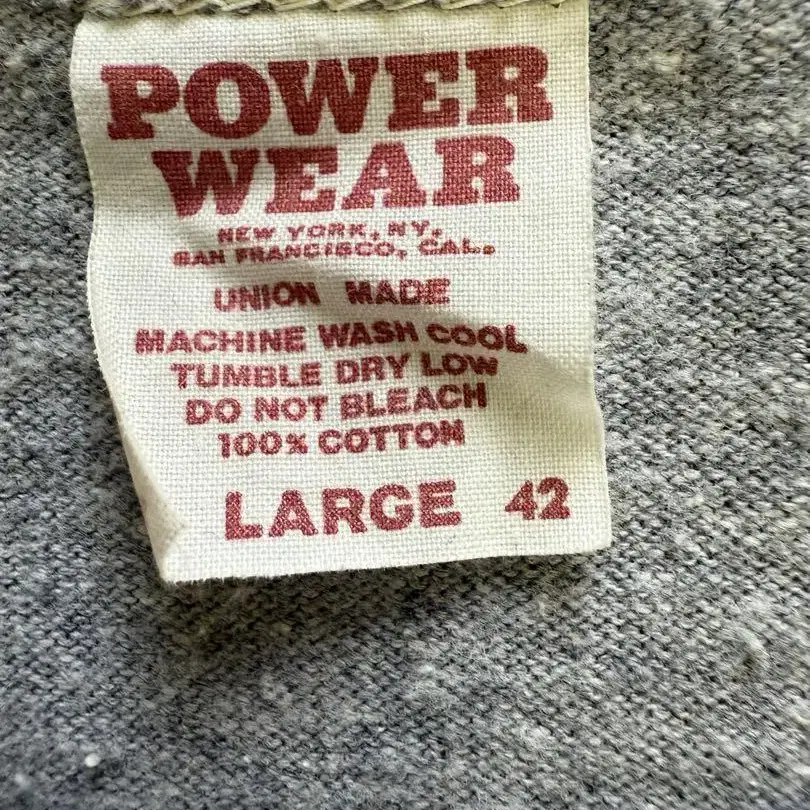 POWER
WEAR
NEW YORK, NY.
SAN FRANCISCO, CAL.
UNION MADE
MACHINE WASH COOL
TUMBLE DRY LOW
DO NOT BLEACH
100% COTTON
LARGE 42